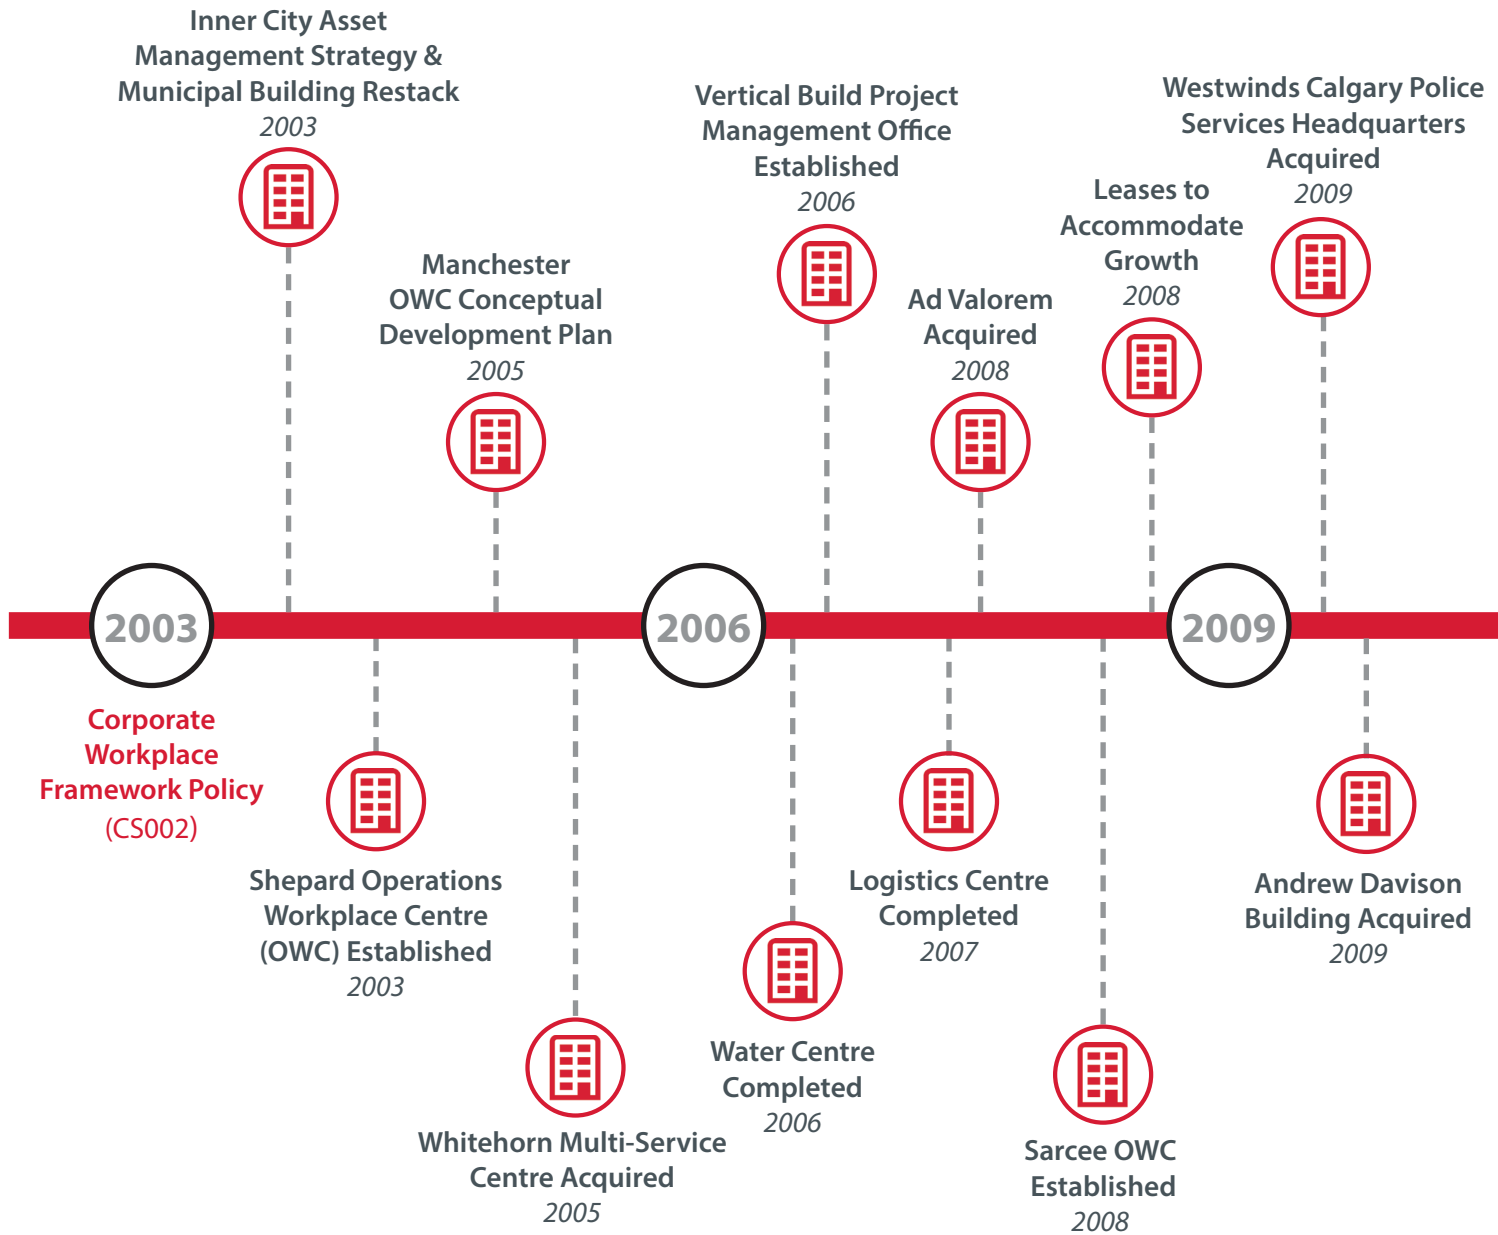 Inner City Asset
Management Strategy &
Municipal Building Restack
2003
Manchester
OWC Conceptual
Development Plan
2005
Vertical Build Project
Management Office
Established
2006
Ad Valorem
Acquired
2008
Leases to
Accommodate
Growth
2008
Westwinds Calgary Police
Services Headquarters
Acquired
2009
2003
2006
2009
Corporate
Workplace
Framework Policy
(CS002)
Shepard Operations
Workplace Centre
(OWC) Established
2003
Whitehorn Multi-Service
Centre Acquired
2005
Water Centre
Completed
2006
Logistics Centre
Completed
2007
Sarcee OWC
Established
2008
Andrew Davison
Building Acquired
2009